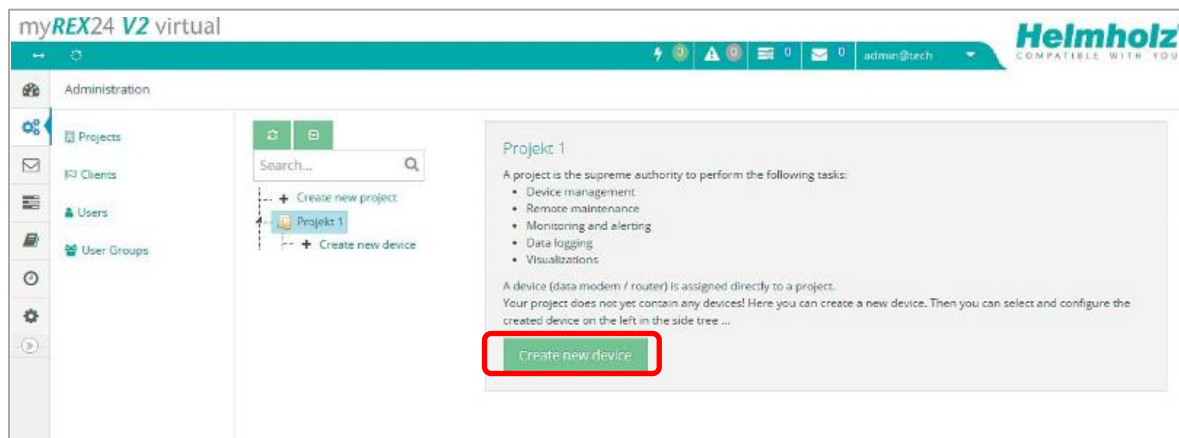 myREX24 V2 virtual
Helmholz
COMPATIBLE WITH YOU
0 0 0 0 admin@tech
Administration
Projects
Clients
Users
User Groups
Search...
Create new project
Projekt 1
Create new device
Projekt 1
A project is the supreme authority to perform the following tasks:
• Device management
• Remote maintenance
• Monitoring and alerting
• Data logging
• Visualizations
A device (data modem / router) is assigned directly to a project.
Your project does not yet contain any devices! Here you can create a new device. Then you can select and configure the
created device on the left in the side tree ...
Create new device